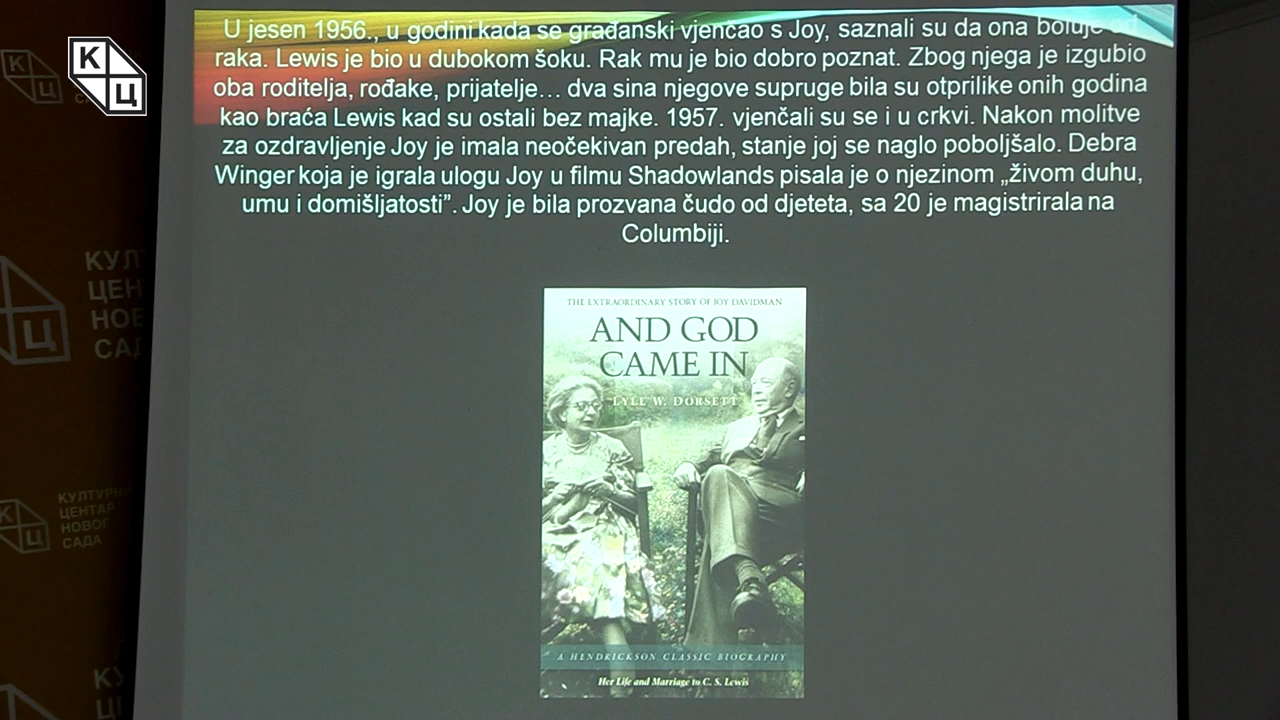 U jesen 1956., u godini kada se građanski vjenčao s Joy, saznali su da ona boluje od
raka. Lewis je bio u dubokom šoku. Rak mu je bio dobro poznat. Zbog njega je izgubio
oba roditelja, rođake, prijatelje… dva sina njegove supruge bila su otprilike onih godina
kao braća Lewis kad su ostali bez majke. 1957. vjenčali su se i u crkvi. Nakon molitve
za ozdravljenje Joy je imala neočekivan predah, stanje joj se naglo poboljšalo. Debra
Winger koja je igrala ulogu Joy u filmu Shadowlands pisala je o njezinom „živom duhu,
umu i domišljatosti”. Joy je bila prozvana čudo od djeteta, sa 20 je magistrirala na
Columbiji.
THE EXTRAORDINARY STORY OF JOY DAVIDMAN
AND GOD
CAME IN
LYLE W. DORSETT
A HENDRICKSON CLASSIC BIOGRAPHY
Her Life and Marriage to C. S. Lewis
К
Ц
КУЛ
ЦЕН
НОВ
САД
Ц
КУЛТУРНИ
ЦЕНТАР
НОВОГ
САДА
К
Ц